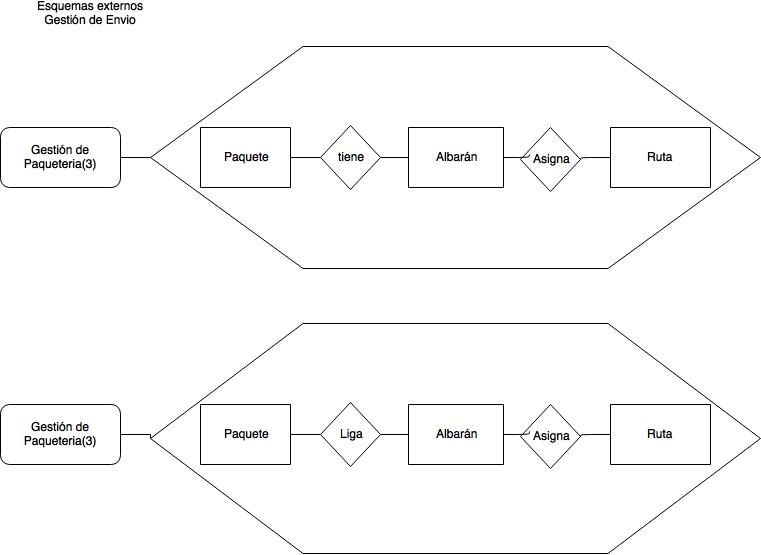 Esquemas externos
Gestión de Envio
Gestión de
Paqueteria(3)
Paquete
tiene
Albarán
Asigna
Ruta
Gestión de
Paqueteria(3)
Paquete
Liga
Albarán
Asigna
Ruta